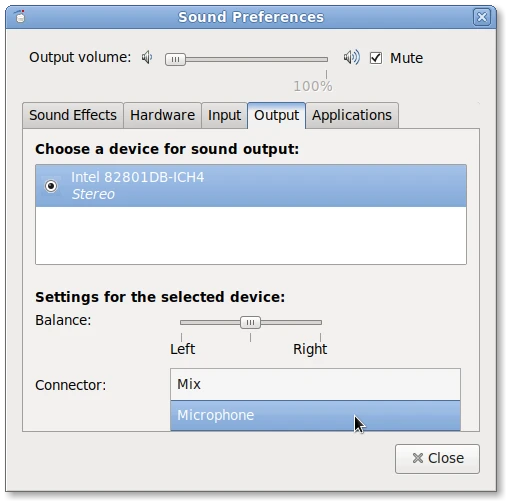 Sound Preferences
Output volume:
Mute
100%
Sound Effects Hardware Input Output Applications
Choose a device for sound output:
Intel 82801DB-ICH4
Stereo
Settings for the selected device:
Balance:
Left Right
Connector:
Mix
Microphone
Close